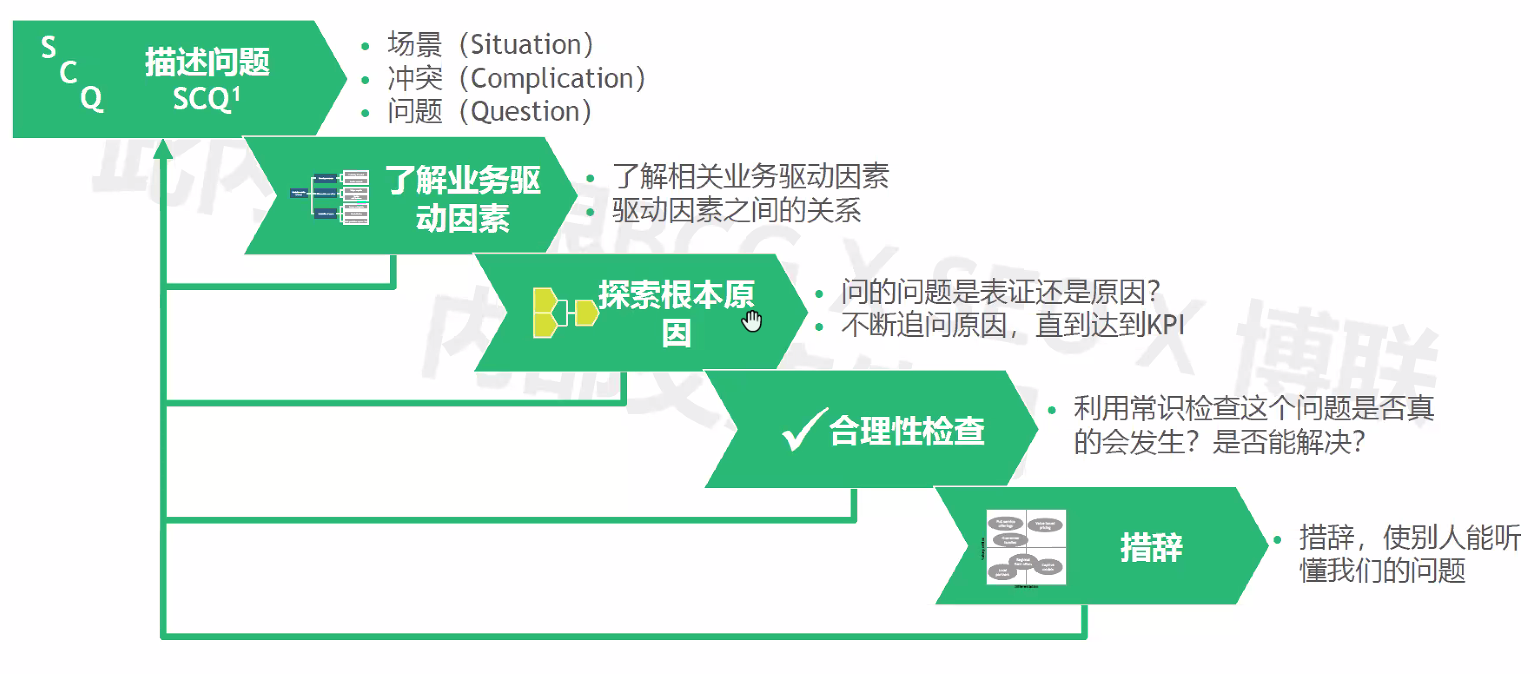 S
C
Q
描述问题
SCQ¹
• 场景（Situation）
• 冲突（Complication）
• 问题（Question）
了解业务驱
动因素
• 了解相关业务驱动因素
• 驱动因素之间的关系
探索根本原
因
• 问的问题是表证还是原因？
• 不断追问原因，直到达到KPI
合理性检查
• 利用常识检查这个问题是否真
的会发生？是否能解决？
措辞
• 措辞，使别人能听
懂我们的问题
BCG X SEU X 博联